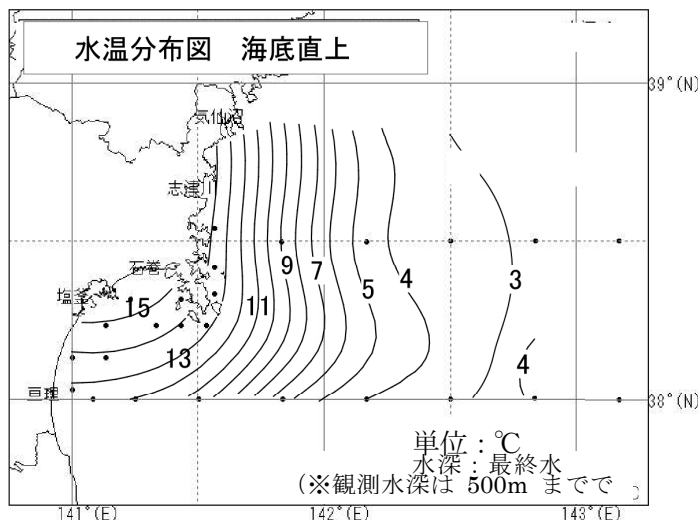 水温分布図 海底直上
39°(N)
気仙沼
志津川
石巻
塩釜
15
13
11
9
7
5
4
3
4
亘理
38°(N)
単位：℃
水深：最終水
(※観測水深は 500m までで
141°(E)
142°(E)
143°(E)